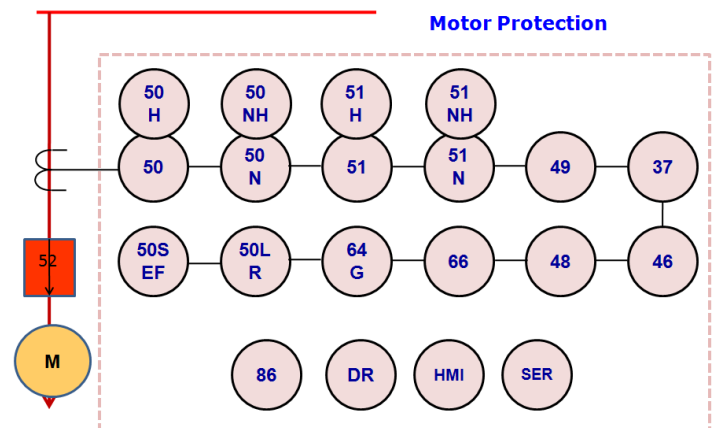 Motor Protection
50
H
50
NH
51
H
51
NH
50
50
N
51
51
N
49
37
52
50S
EF
50L
R
64
G
66
48
46
M
86
DR
HMI
SER